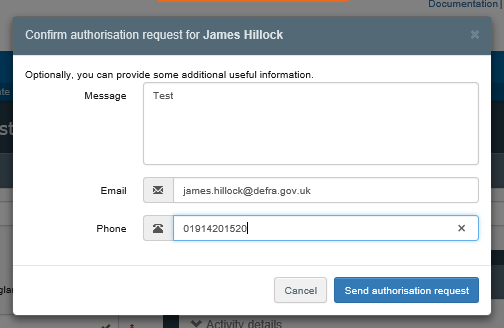 Documentation
Confirm authorisation request for James Hillock
×
Optionally, you can provide some additional useful information.
Message
Test
Email
james.hillock@defra.gov.uk
Phone
01914201520
×
Cancel
Send authorisation request
Activity details